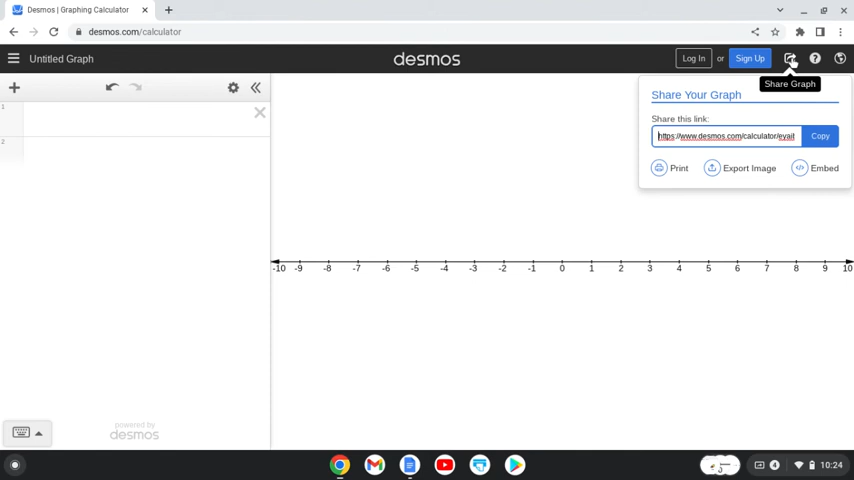 Desmos | Graphing Calculator
desmos.com/calculator
Untitled Graph
desmos
Log In or Sign Up
Share Graph
Share Your Graph
Share this link:
https://www.desmos.com/calculator/eyait
Copy
Print
Export Image
Embed
1
2
-10 -9 -8 -7 -6 -5 -4 -3 -2 -1 0 1 2 3 4 5 6 7 8 9 10
powered by
desmos
4
10:24